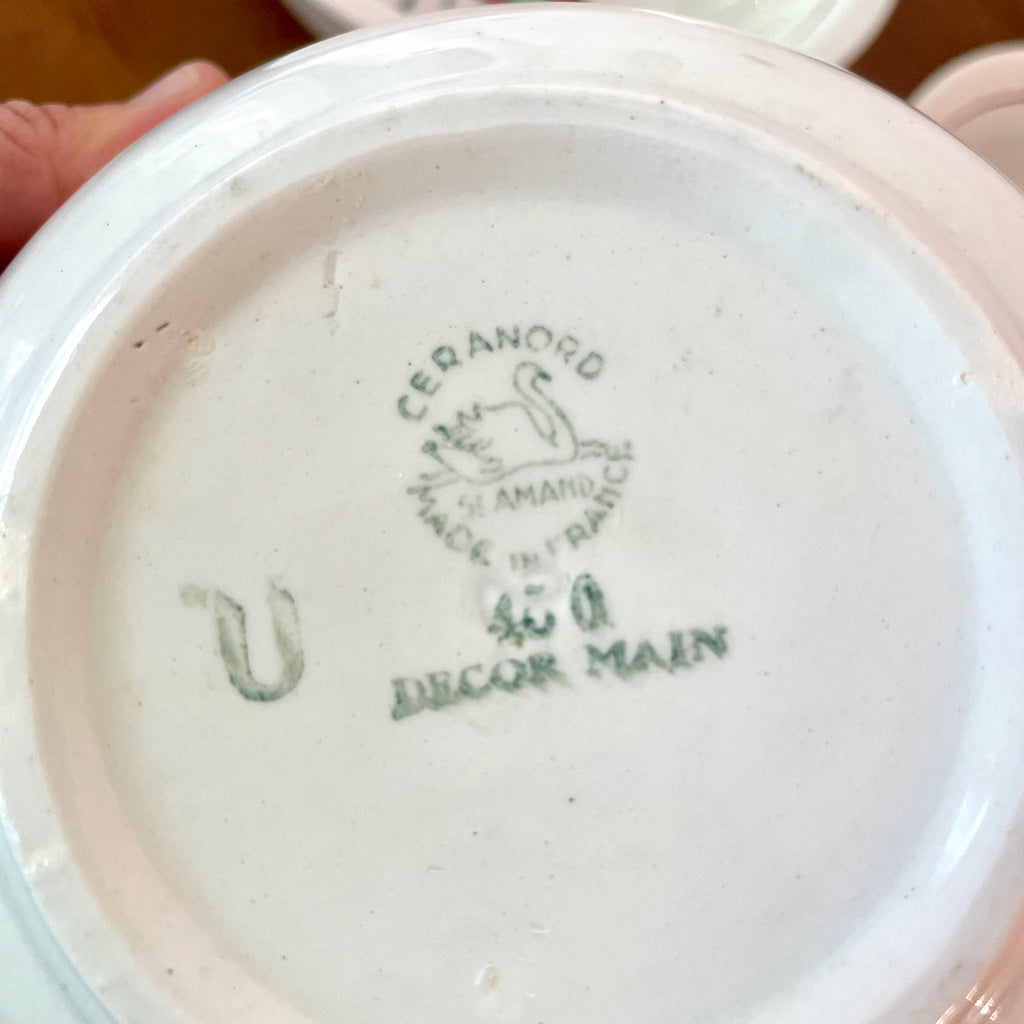 CERANORD
ST AMAND
MADE IN FRANCE
U
DECOR MAIN